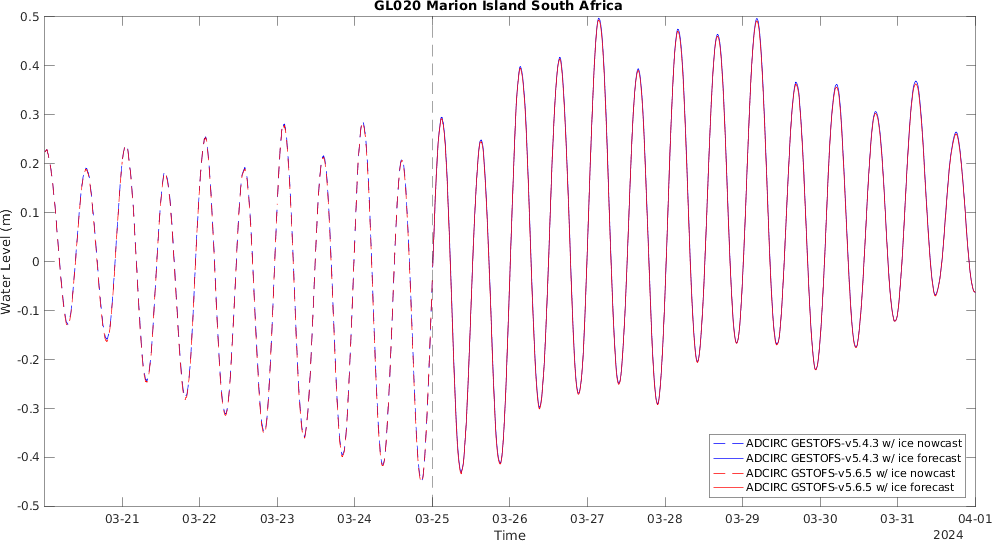 GL020 Marion Island South Africa
0.5
0.4
0.3
0.2
0.1
0
-0.1
-0.2
-0.3
-0.4
-0.5
Water Level (m)
ADCIRC GESTOFS-v5.4.3 w/ ice nowcast
ADCIRC GESTOFS-v5.4.3 w/ ice forecast
ADCIRC GSTOFS-v5.6.5 w/ ice nowcast
ADCIRC GSTOFS-v5.6.5 w/ ice forecast
03-21 03-22 03-23 03-24 03-25 03-26 03-27 03-28 03-29 03-30 03-31 04-01
Time
2024